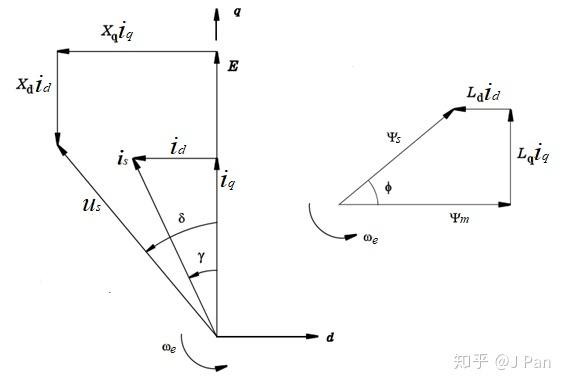 q
X_q i_q
E
X_d i_d
L_d i_d
Ψ_s
L_q i_q
i_s
i_d
i_q
u_s
δ
ϕ
γ
Ψ_m
ω_e
d
ω_e
知乎 @J Pan